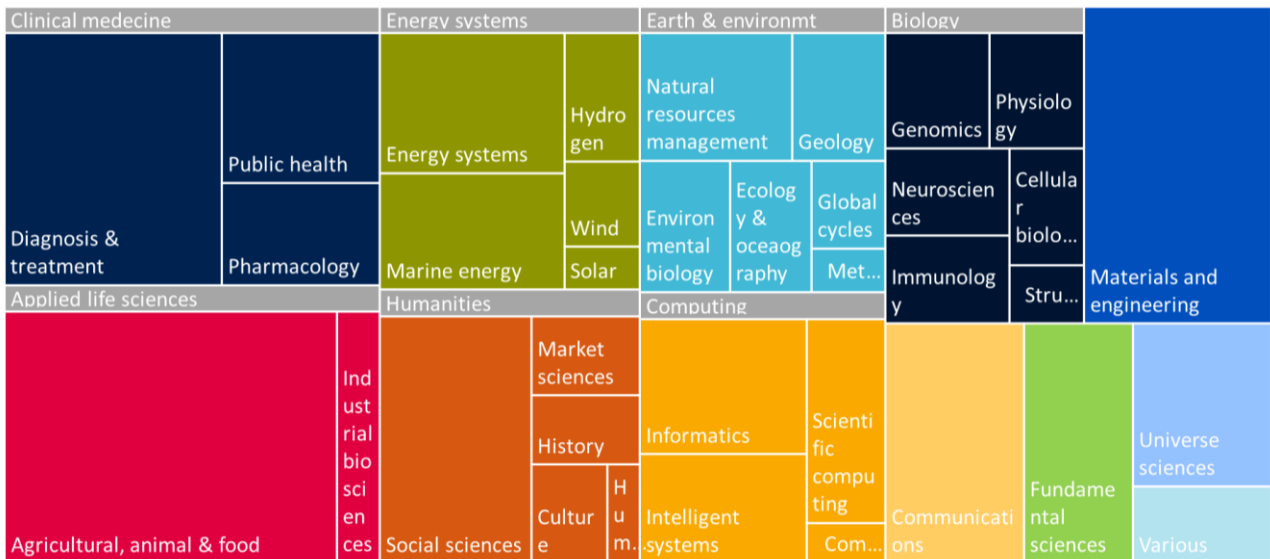 Clinical medecine
Diagnosis &
treatment
Public health
Pharmacology
Applied life sciences
Agricultural, animal & food
Ind
ust
rial
bio
sci
en
ces
Energy systems
Energy systems
Marine energy
Hydro
gen
Wind
Solar
Humanities
Social sciences
Market
sciences
History
Cultur
e
H
u
m...
Earth & environmt
Natural
resources
management
Geology
Environ
mental
biology
Ecolog
y &
oceaog
raphy
Global
cycles
Met...
Computing
Informatics
Intelligent
systems
Scienti
fic
compu
ting
Com...
Biology
Genomics
Physiolo
gy
Neuroscien
ces
Cellula
r
biolo...
Immunolog
y
Stru...
Materials and
engineering
Communicati
ons
Fundame
ntal
sciences
Universe
sciences
Various